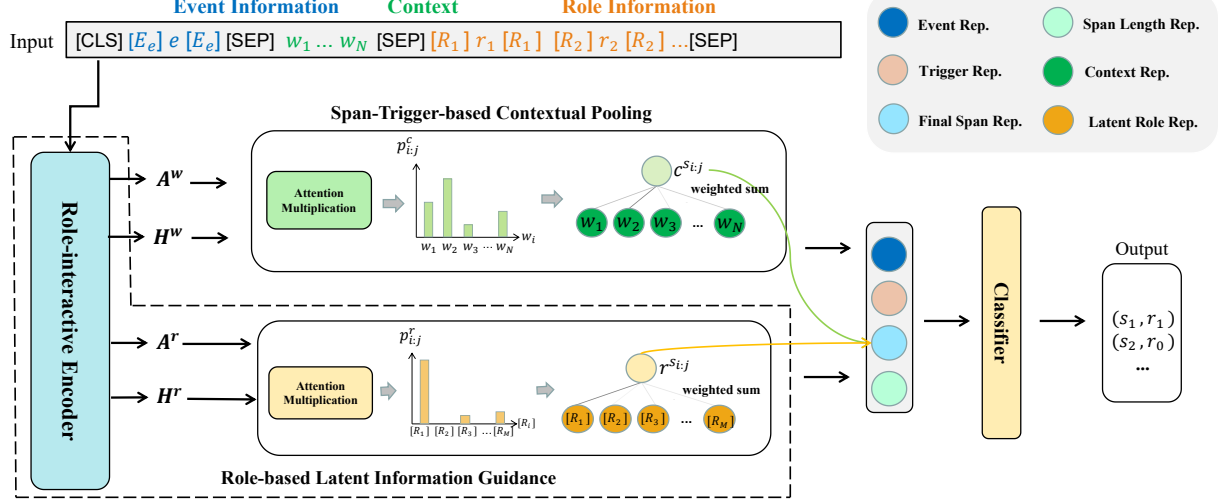 Event Information Context Role Information
Input [CLS] [E_e] e [E_e] [SEP] w_1 ... w_N [SEP] [R_1] r_1 [R_1] [R_2] r_2 [R_2] ...[SEP]
Event Rep.
Span Length Rep.
Trigger Rep.
Context Rep.
Final Span Rep.
Latent Role Rep.
Span-Trigger-based Contextual Pooling
Role-interactive Encoder
A^w
H^w
A^r
H^r
Attention
Multiplication
p^c_{i:j}
w_1 w_2 w_3 ... w_N
w_i
c^{s_{i:j}}
weighted sum
w_1 w_2 w_3 ... w_N
Attention
Multiplication
p^r_{i:j}
[R_1] [R_2] [R_3] ...[R_M]
[R_i]
r^{s_{i:j}}
weighted sum
[R_1] [R_2] [R_3] ... [R_M]
Role-based Latent Information Guidance
Classifier
Output
(s_1, r_1)
(s_2, r_0)
...